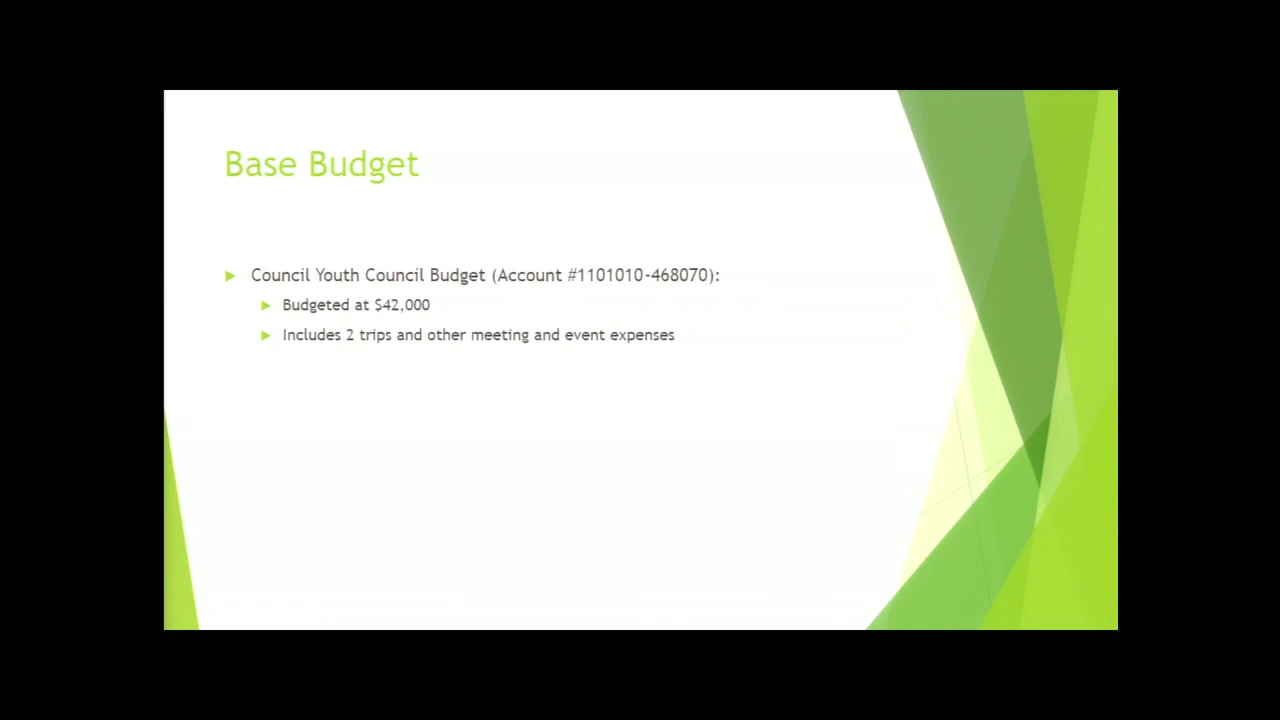 Base Budget
Council Youth Council Budget (Account #1101010-468070):
Budgeted at $42,000
Includes 2 trips and other meeting and event expenses